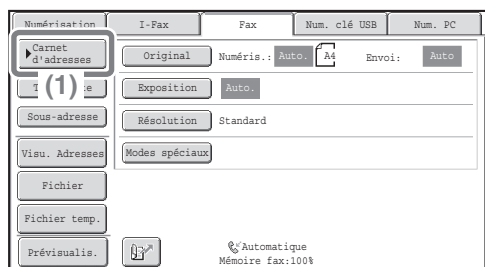 Numérisation I-Fax Fax Num. clé USB Num. PC
Carnet
d'adresses
Original Numéris.: Auto. A4 Envoi: Auto
(1)
Exposition Auto.
Sous-adresse
Résolution Standard
Visu. Adresses
Modes spéciaux
Fichier
Fichier temp.
Prévisualis.
Automatique
Mémoire fax:100%